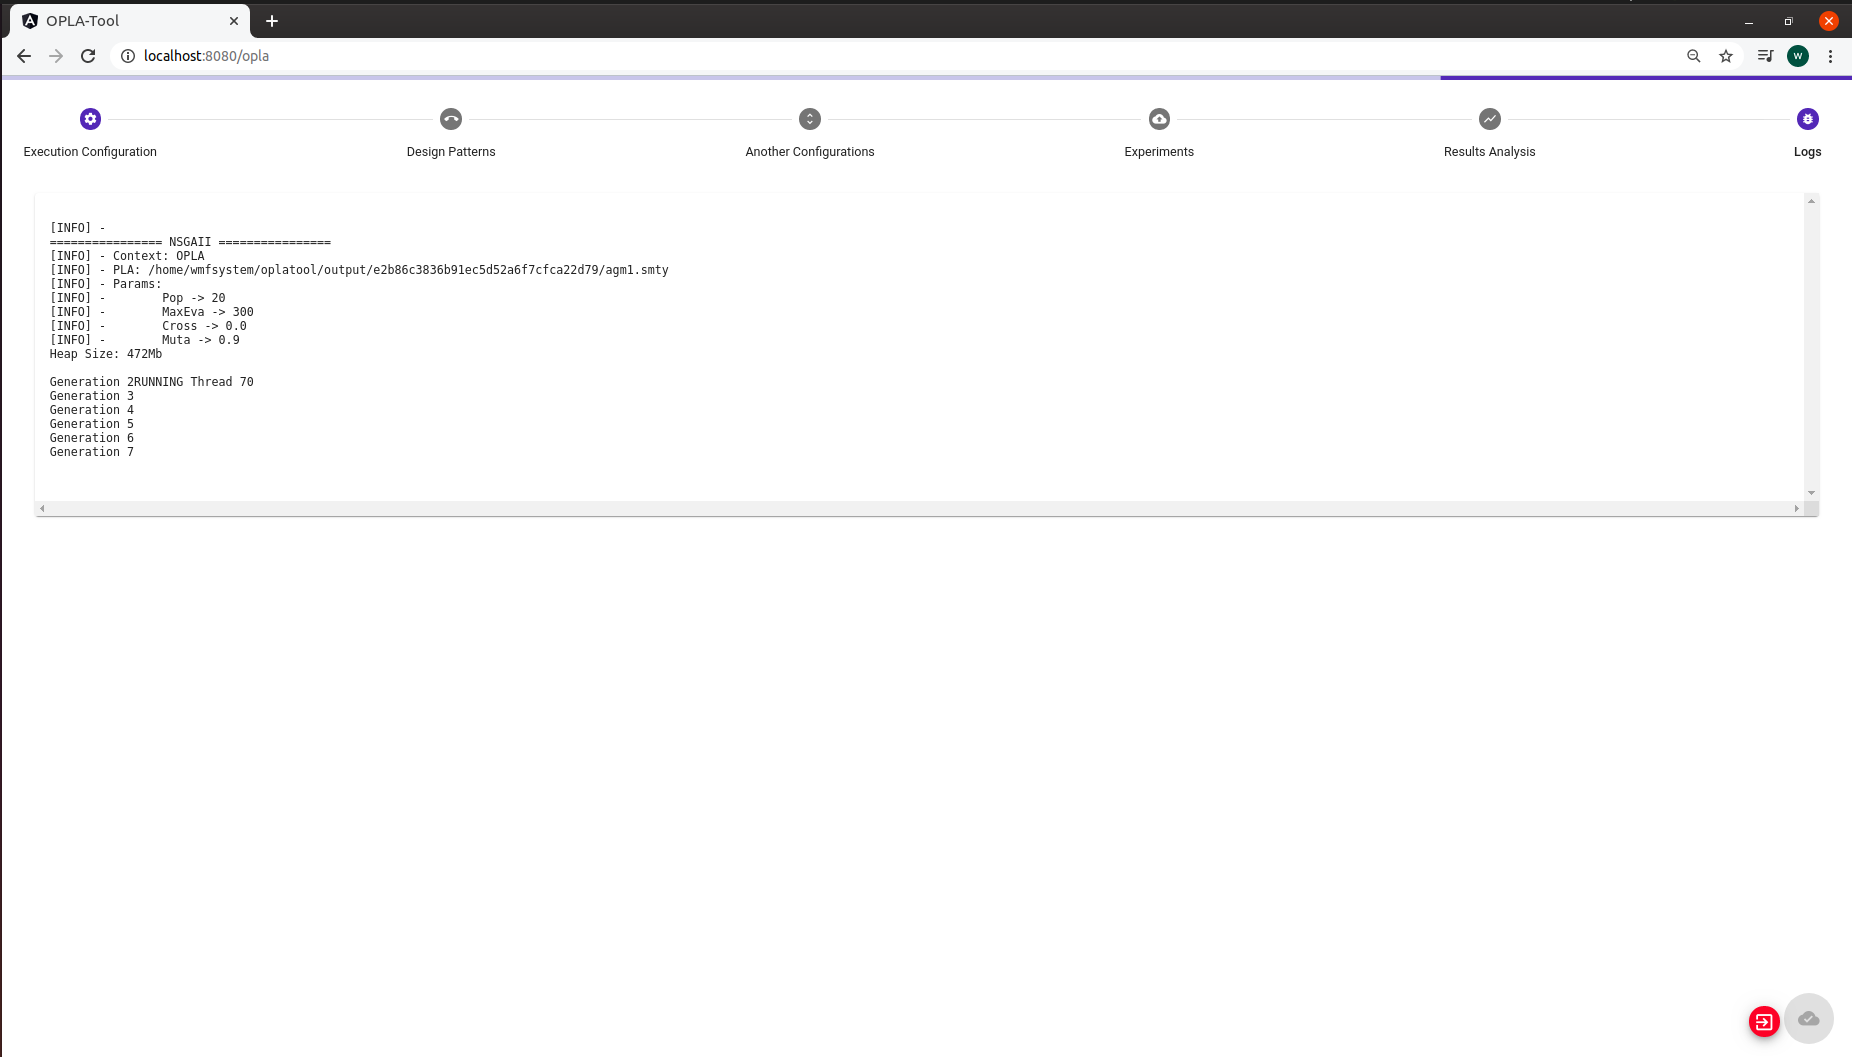 OPLA-Tool
localhost:8080/opla
W
Execution Configuration
Design Patterns
Another Configurations
Experiments
Results Analysis
Logs
[INFO] -
================ NSGAII ================
[INFO] - Context: OPLA
[INFO] - PLA: /home/wmfsystem/oplatool/output/e2b86c3836b91ec5d52a6f7cfca22d79/agm1.smty
[INFO] - Params:
[INFO] -        Pop -> 20
[INFO] -        MaxEva -> 300
[INFO] -        Cross -> 0.0
[INFO] -        Muta -> 0.9
Heap Size: 472Mb
Generation 2RUNNING Thread 70
Generation 3
Generation 4
Generation 5
Generation 6
Generation 7